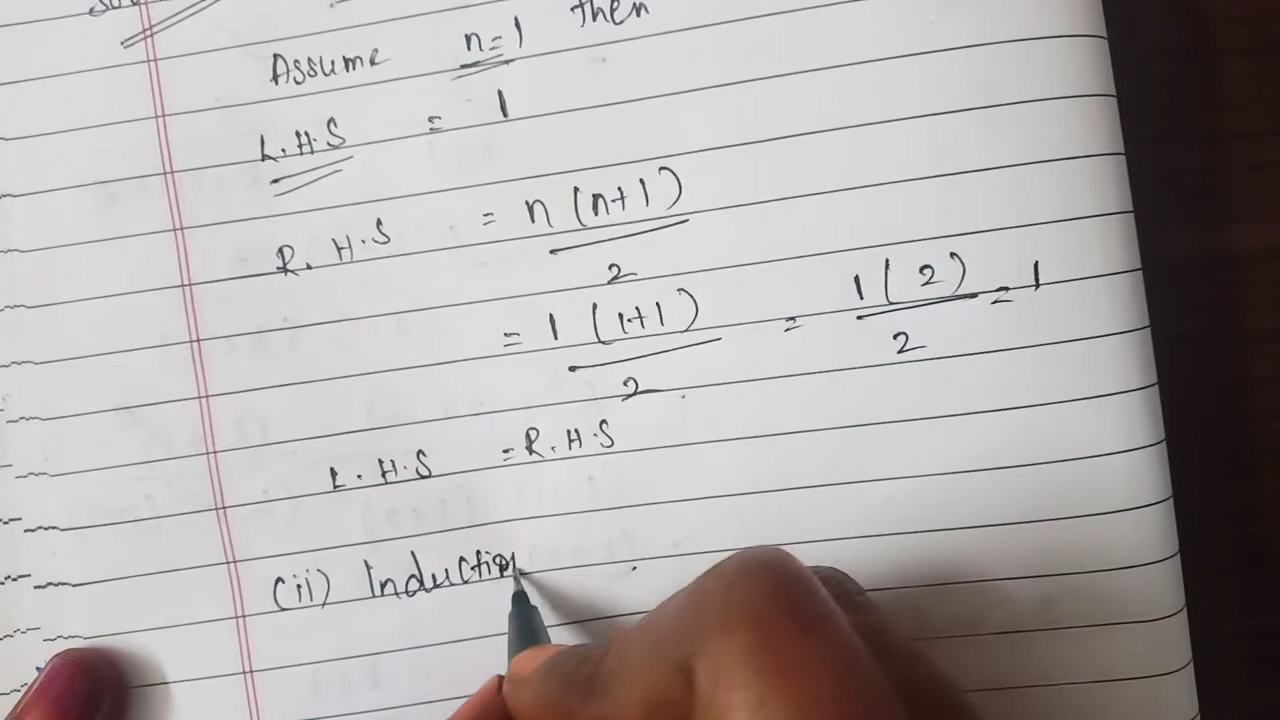 Assume n=1 then
L.H.S = 1
R.H.S = n(n+1)/2
= 1(1+1)/2 = 1(2)/2 = 1
L.H.S = R.H.S
(ii) Induction